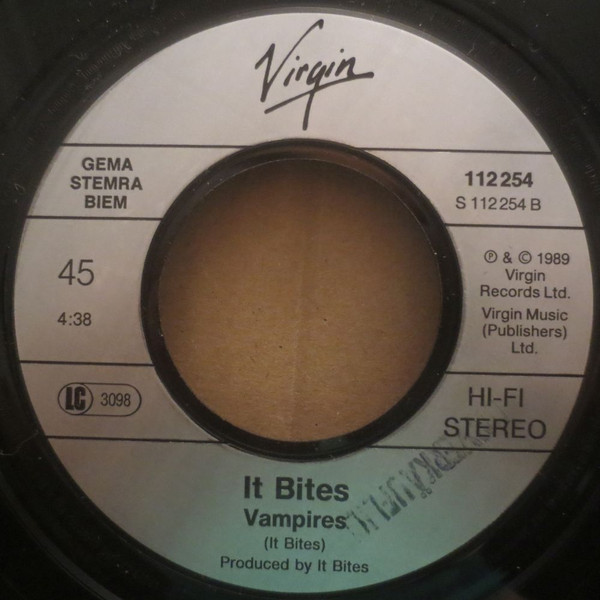 Virgin
GEMA
STEMRA
BIEM
112 254
S 112 254 B
45
4:38
℗ & © 1989
Virgin
Records Ltd.
Virgin Music
(Publishers)
Ltd.
LC 3098
HI-FI
STEREO
It Bites
Vampires
(It Bites)
Produced by It Bites